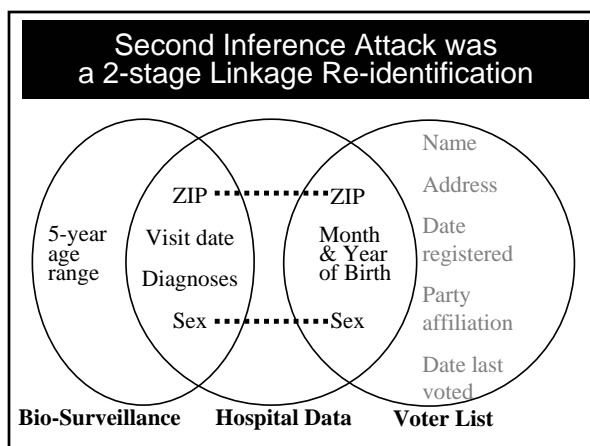 Second Inference Attack was
a 2-stage Linkage Re-identification
Name
ZIP
ZIP
Address
5-year
age
range
Visit date
Month
& Year
of Birth
Date
registered
Diagnoses
Party
affiliation
Sex
Sex
Date last
voted
Bio-Surveillance
Hospital Data
Voter List